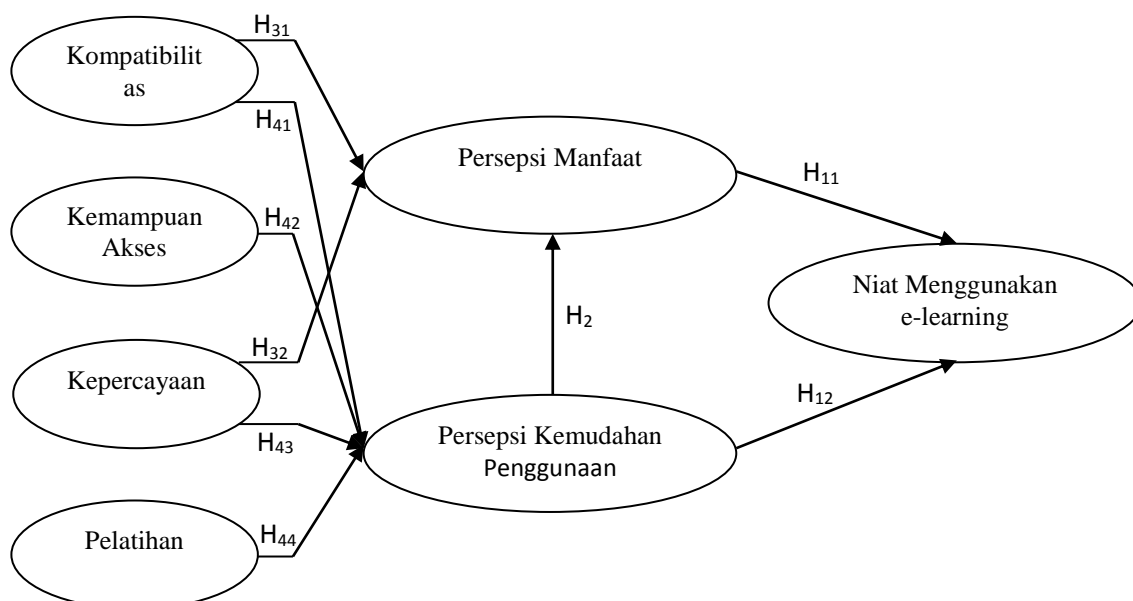 H31
Kompatibilit
as
H41
Persepsi Manfaat
H11
Kemampuan
Akses
H42
Niat Menggunakan
e-learning
H2
H32
Kepercayaan
H12
H43
Persepsi Kemudahan
Penggunaan
H44
Pelatihan